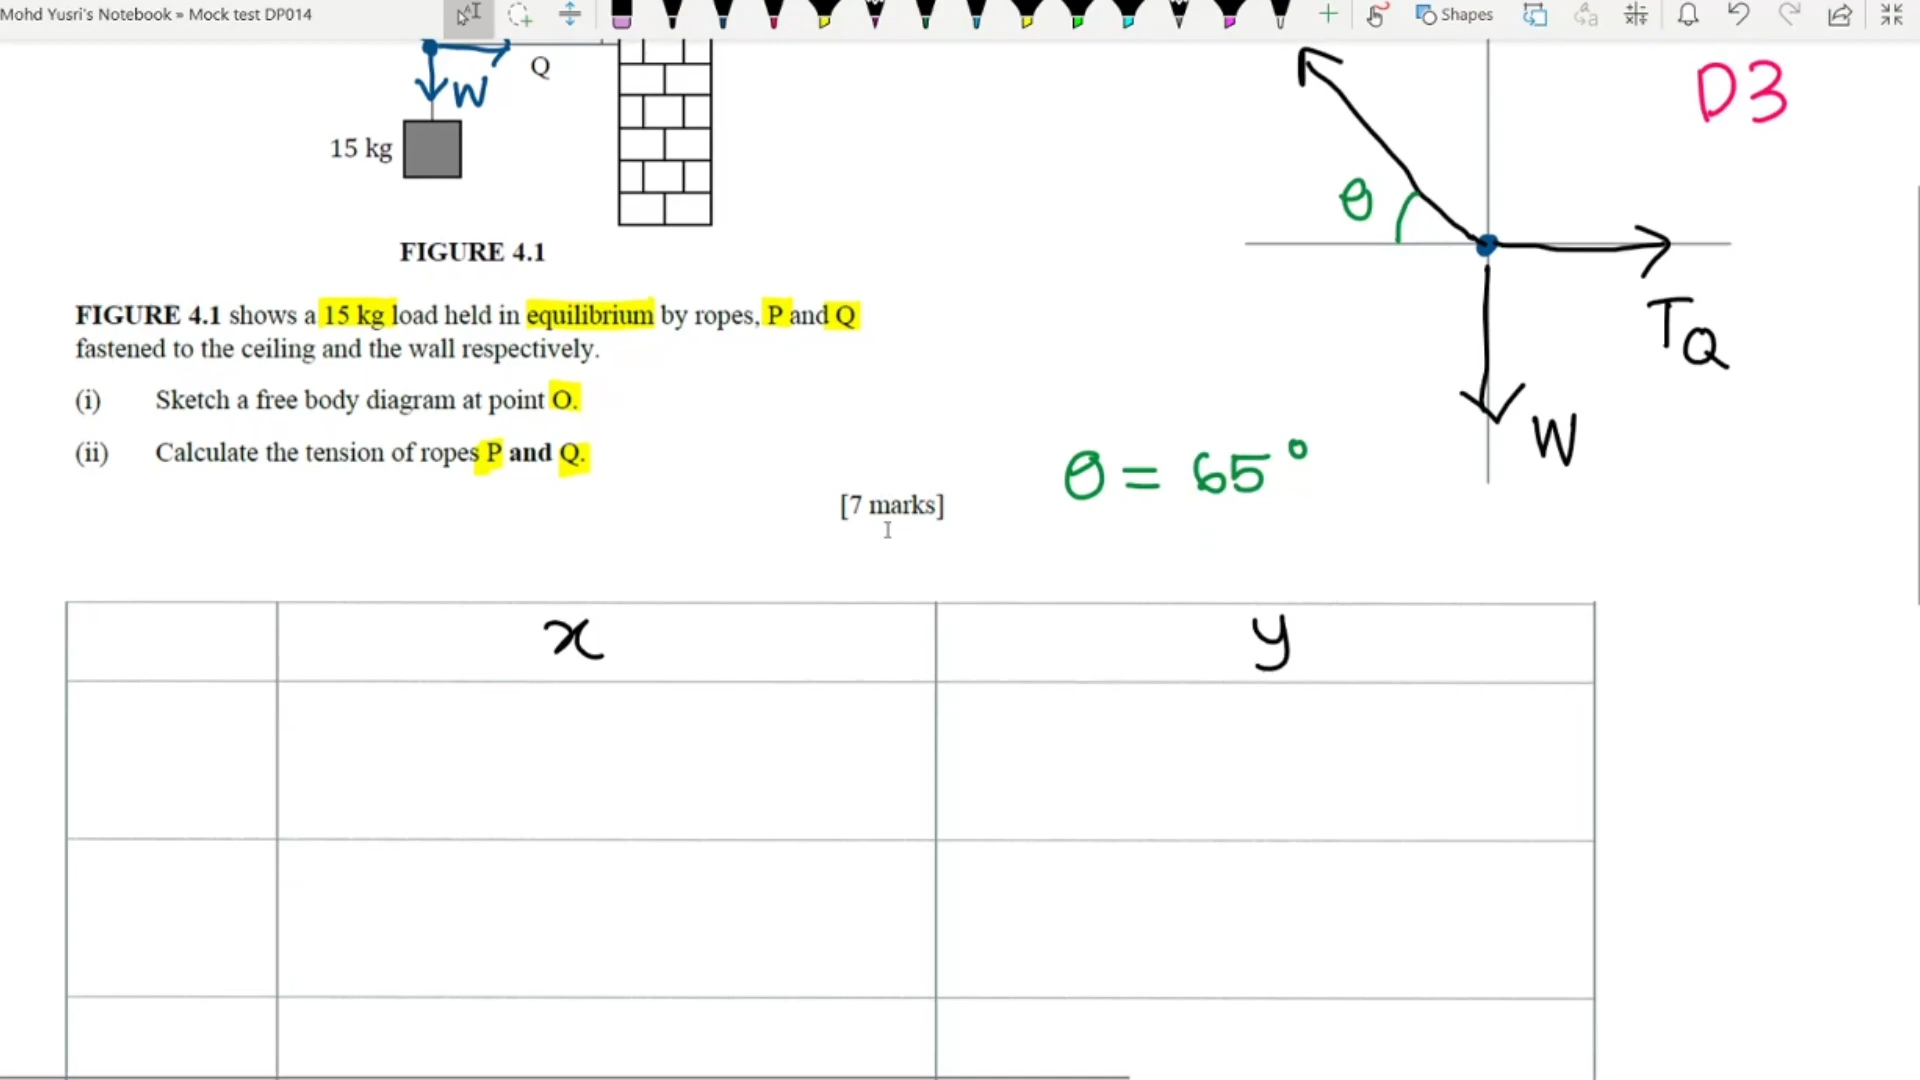 Mohd Yusri's Notebook » Mock test DP014
Shapes
Q
W
15 kg
FIGURE 4.1
FIGURE 4.1 shows a 15 kg load held in equilibrium by ropes, P and Q
fastened to the ceiling and the wall respectively.
(i) Sketch a free body diagram at point O.
(ii) Calculate the tension of ropes P and Q.
[7 marks]
D3
θ
T_Q
W
θ = 65°
x y